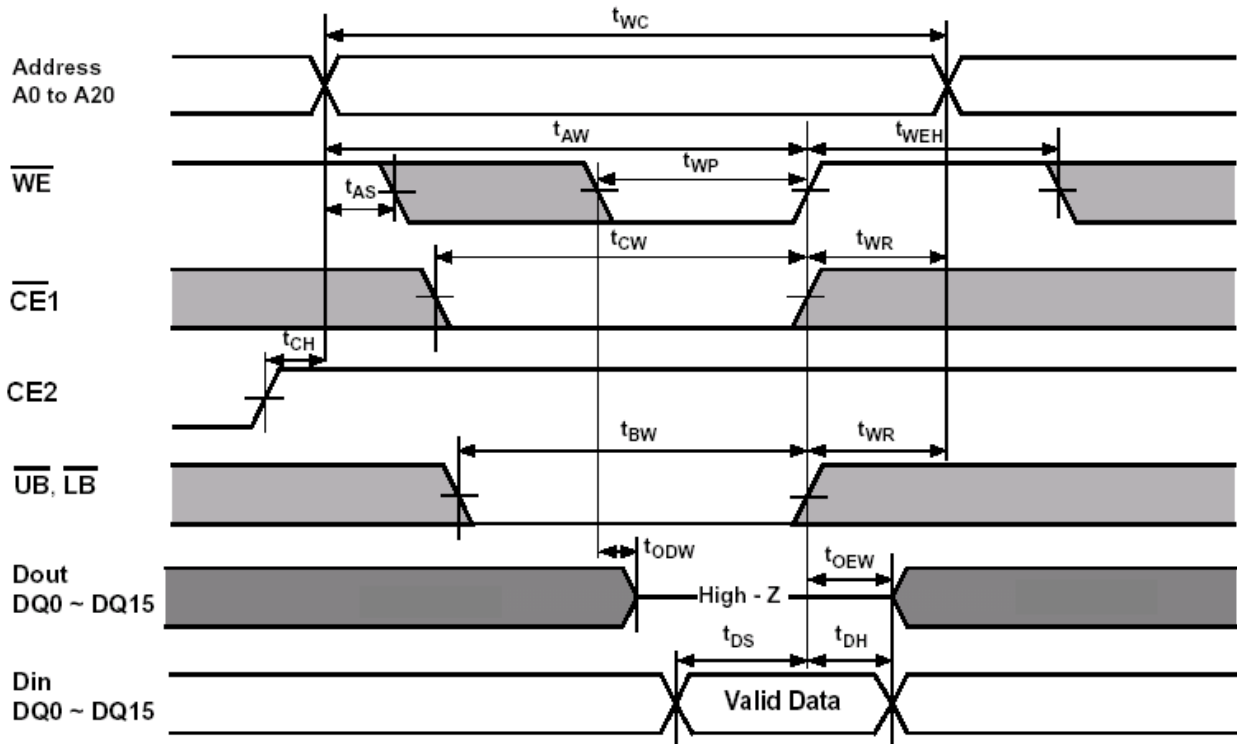 tWC
Address
A0 to A20
tAW
tWEH
WE
tWP
tAS
tCW
tWR
CE1
tCH
CE2
tBW
tWR
UB, LB
tODW
tOEW
Dout
DQ0 ~ DQ15
High - Z
tDS
tDH
Din
DQ0 ~ DQ15
Valid Data